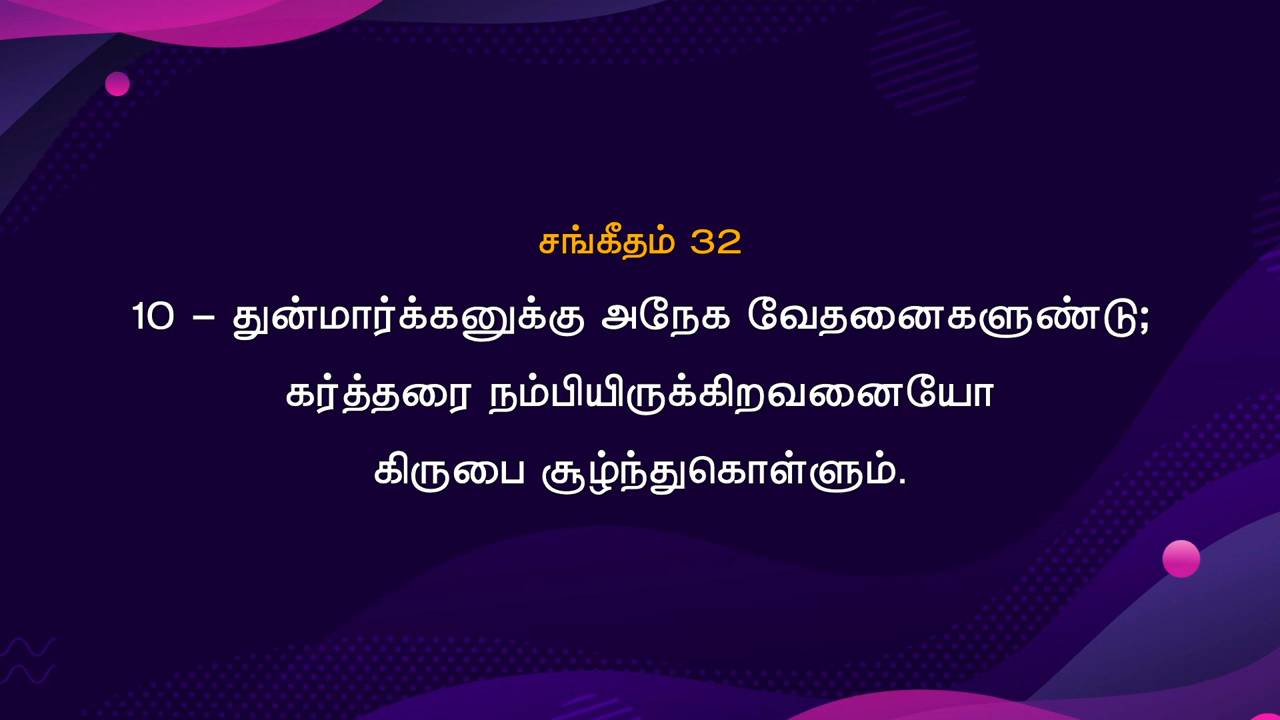 சங்கீதம் 32
10 – துன்மார்க்கனுக்கு அநேக வேதனைகளுண்டு;
கர்த்தரை நம்பியிருக்கிறவனையோ
கிருபை சூழ்ந்துகொள்ளும்.